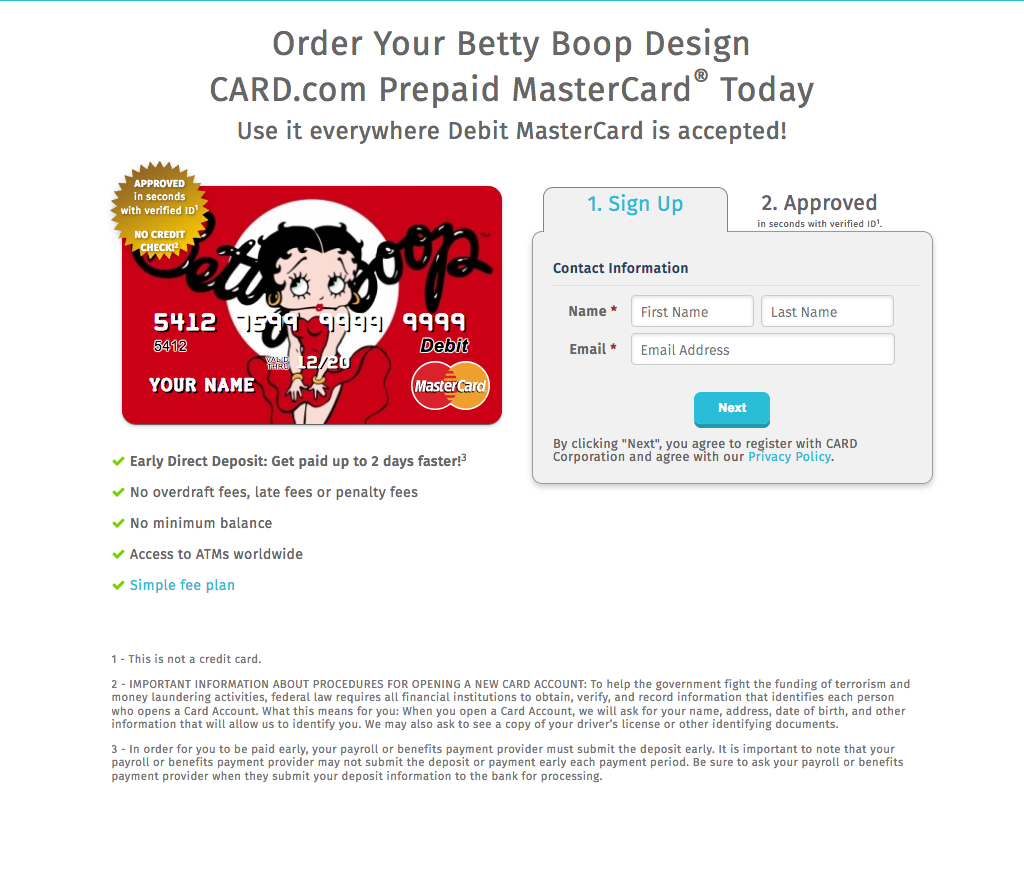 Order Your Betty Boop Design
CARD.com Prepaid MasterCard® Today
Use it everywhere Debit MasterCard is accepted!
APPROVED
in seconds
with verified ID1
NO CREDIT
CHECK!2
Betty Boop™
5412 7599 9999 9999
5412
Debit
VALID
THRU 12/20
YOUR NAME
MasterCard
Early Direct Deposit: Get paid up to 2 days faster!3
No overdraft fees, late fees or penalty fees
No minimum balance
Access to ATMs worldwide
Simple fee plan
1. Sign Up
2. Approved
in seconds with verified ID1.
Contact Information
Name * First Name Last Name
Email * Email Address
Next
By clicking "Next", you agree to register with CARD
Corporation and agree with our Privacy Policy.
1 - This is not a credit card.
2 - IMPORTANT INFORMATION ABOUT PROCEDURES FOR OPENING A NEW CARD ACCOUNT: To help the government fight the funding of terrorism and
money laundering activities, federal law requires all financial institutions to obtain, verify, and record information that identifies each person
who opens a Card Account. What this means for you: When you open a Card Account, we will ask for your name, address, date of birth, and other
information that will allow us to identify you. We may also ask to see a copy of your driver’s license or other identifying documents.
3 - In order for you to be paid early, your payroll or benefits payment provider must submit the deposit early. It is important to note that your
payroll or benefits payment provider may not submit the deposit or payment early each payment period. Be sure to ask your payroll or benefits
payment provider when they submit your deposit information to the bank for processing.